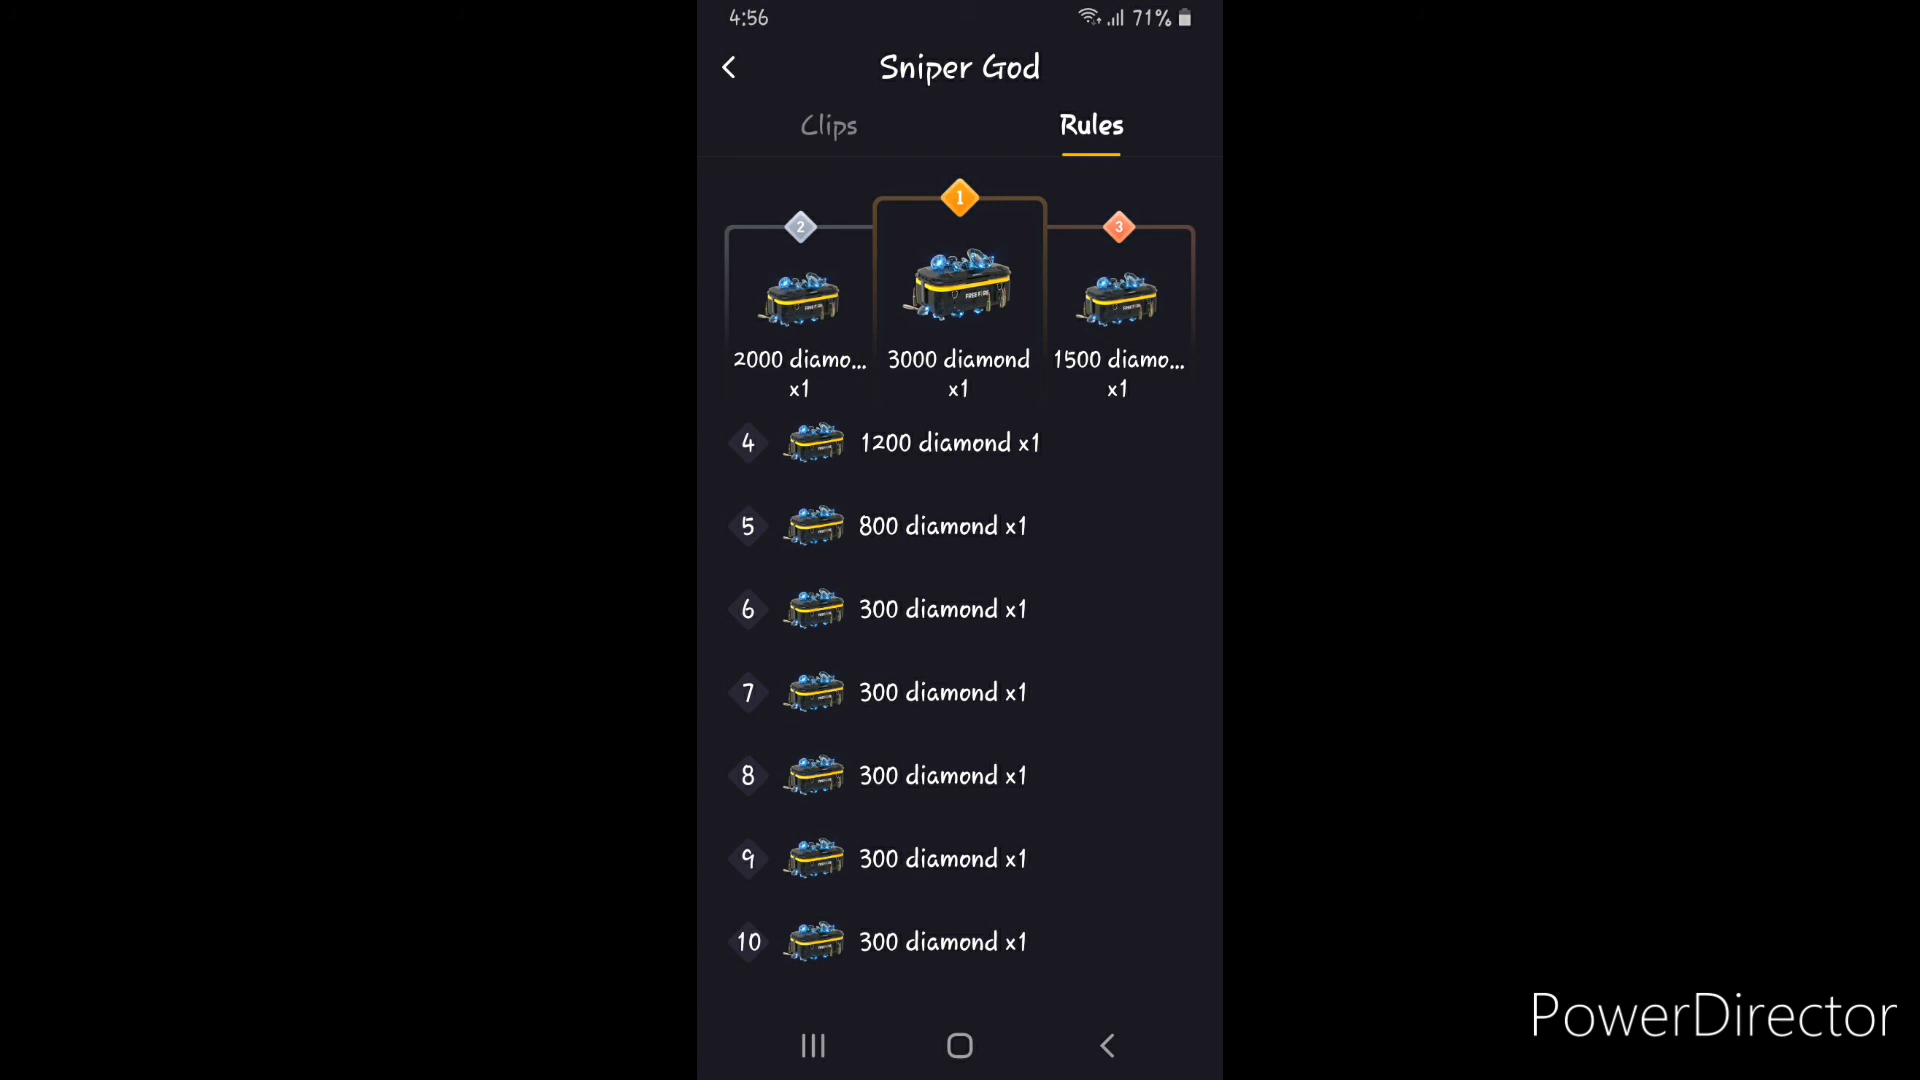 4:56
71%
Sniper God
Clips
Rules
2
1
3
FREE FIRE
2000 diamo...
x1
3000 diamond
x1
1500 diamo...
x1
4
1200 diamond x1
5
800 diamond x1
6
300 diamond x1
7
300 diamond x1
8
300 diamond x1
9
300 diamond x1
10
300 diamond x1
PowerDirector